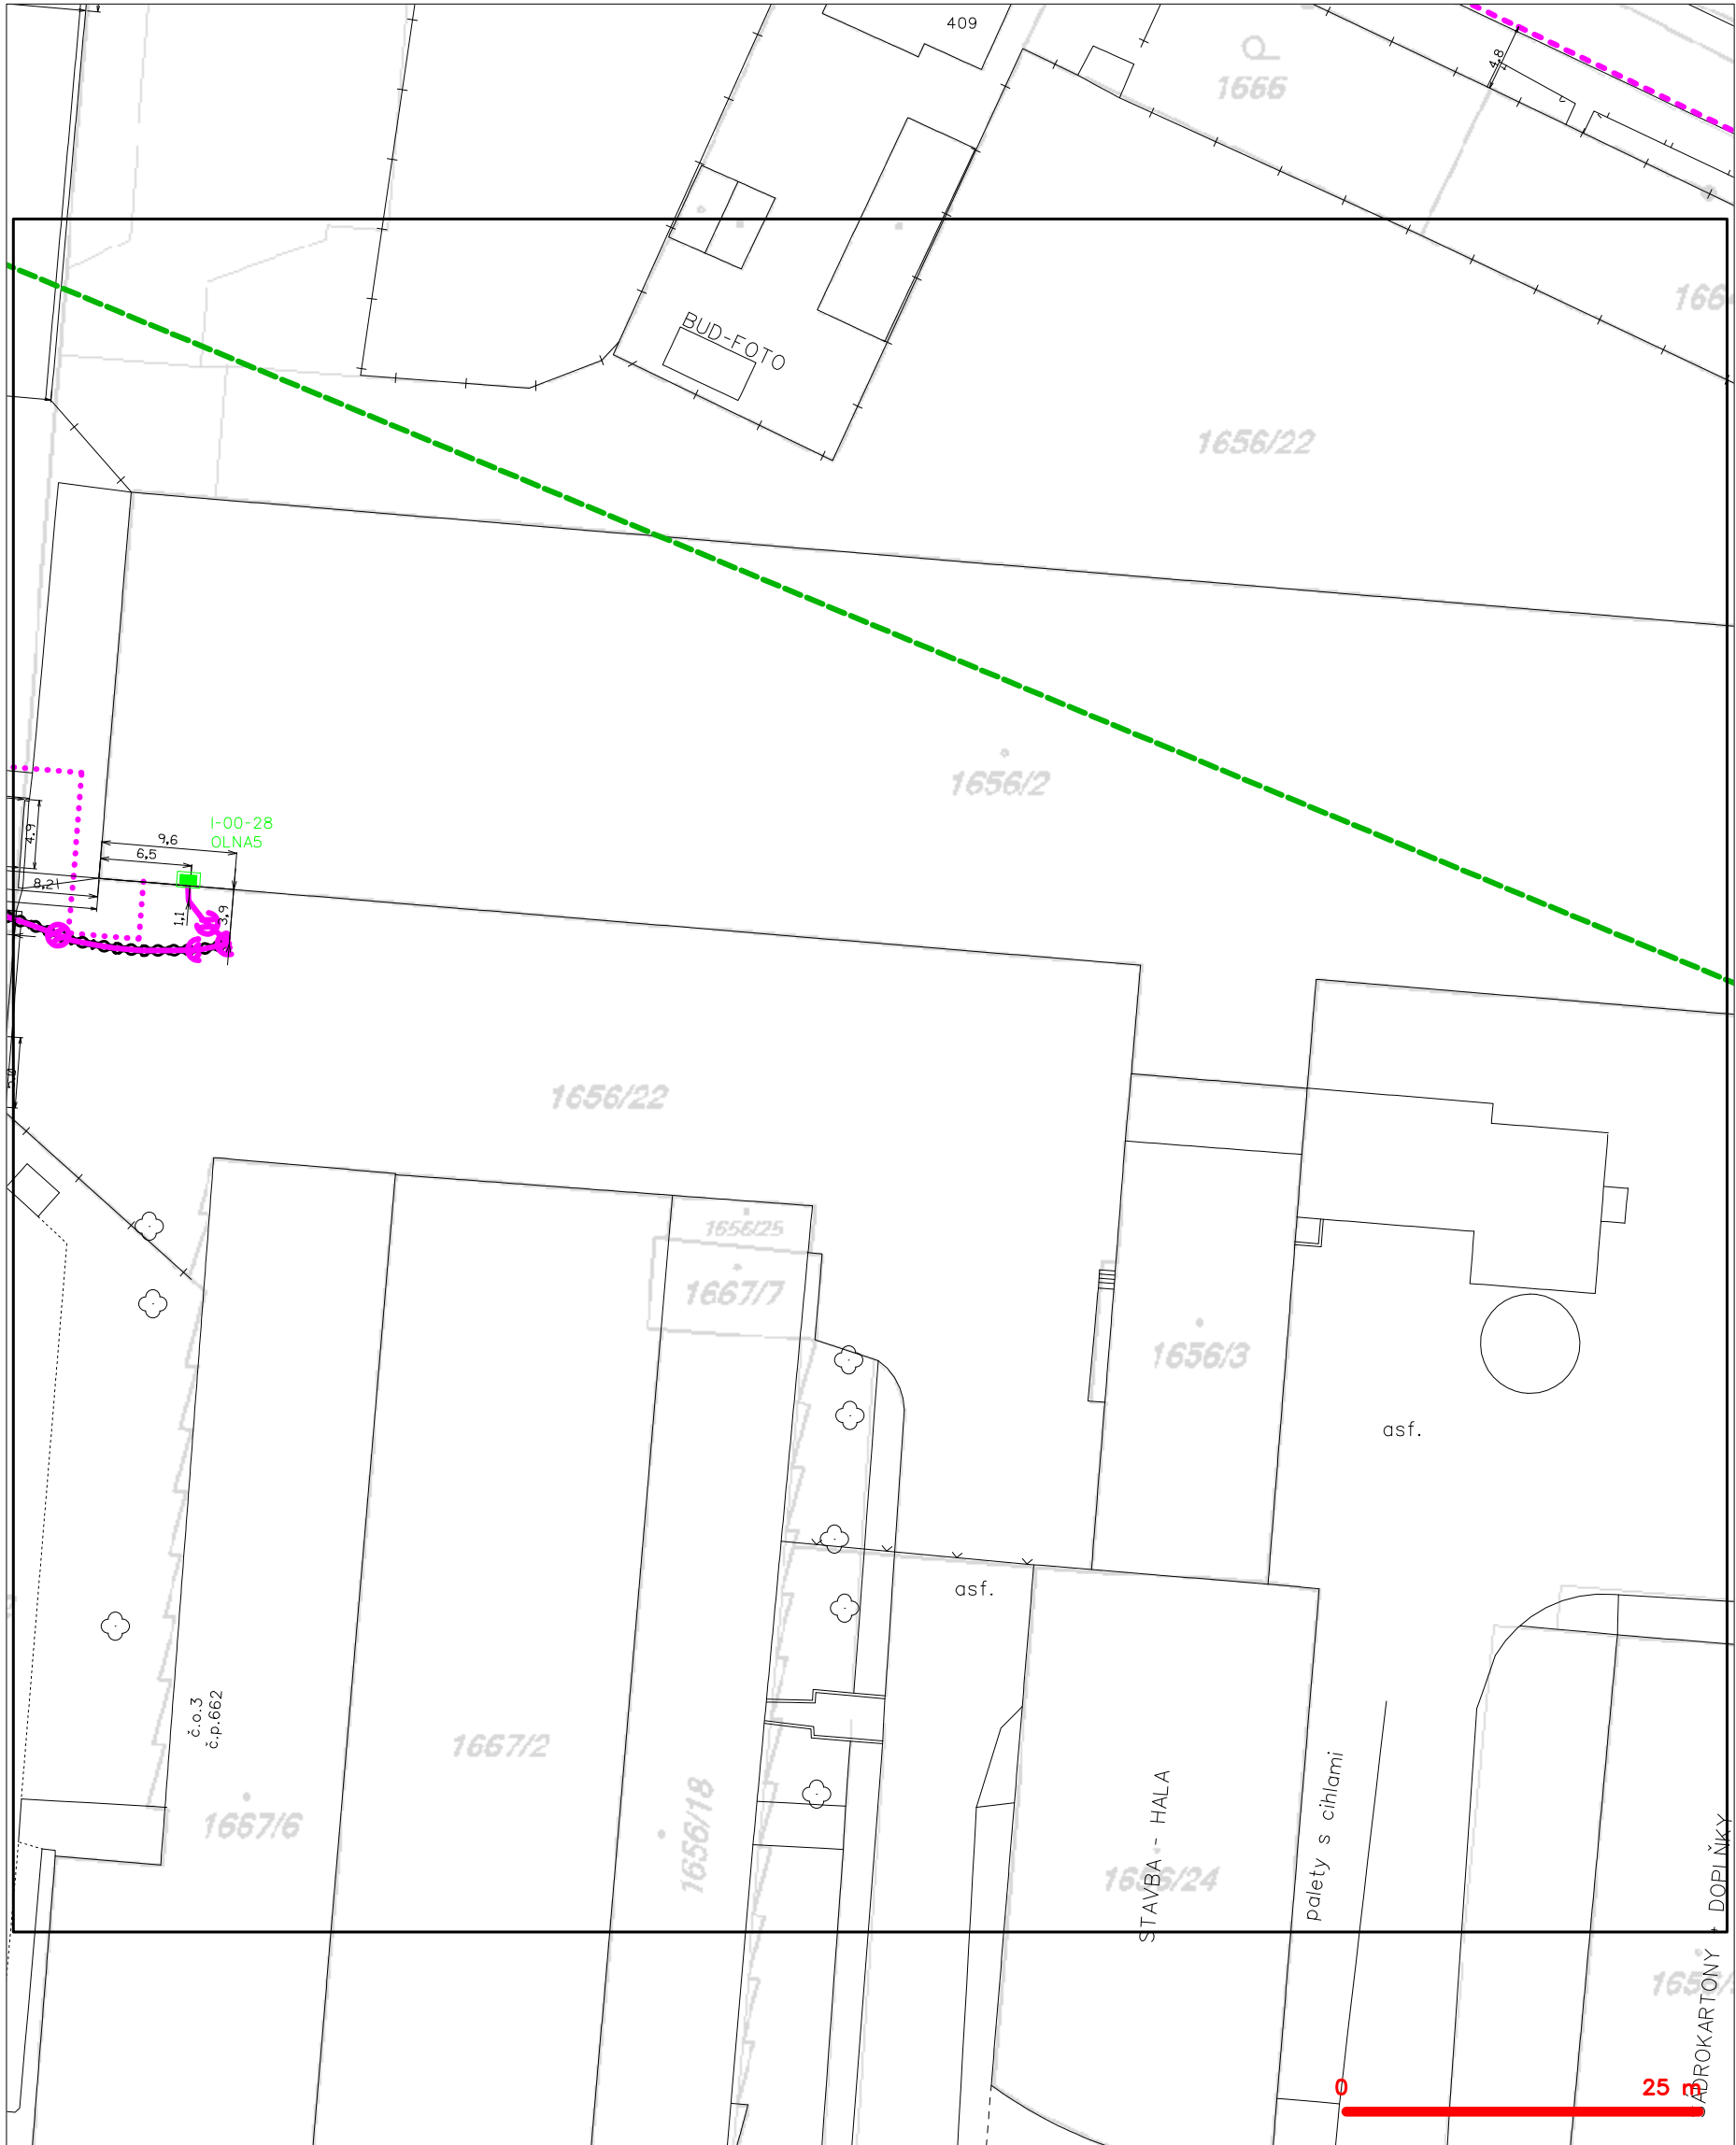 409
4,8
1666
BUD-FOTO
1656/22
1656/2
I-00-28
OLNA5
9,6
6,5
4,9
8,21
1,1
3,9
1656/22
1656/25
1667/7
1656/3
asf.
asf.
č.o.3
č.p.662
1667/2
1667/6
1656/18
STAVBA - HALA
1656/24
palety s cihlami
DOPLŇKY
0
25 m